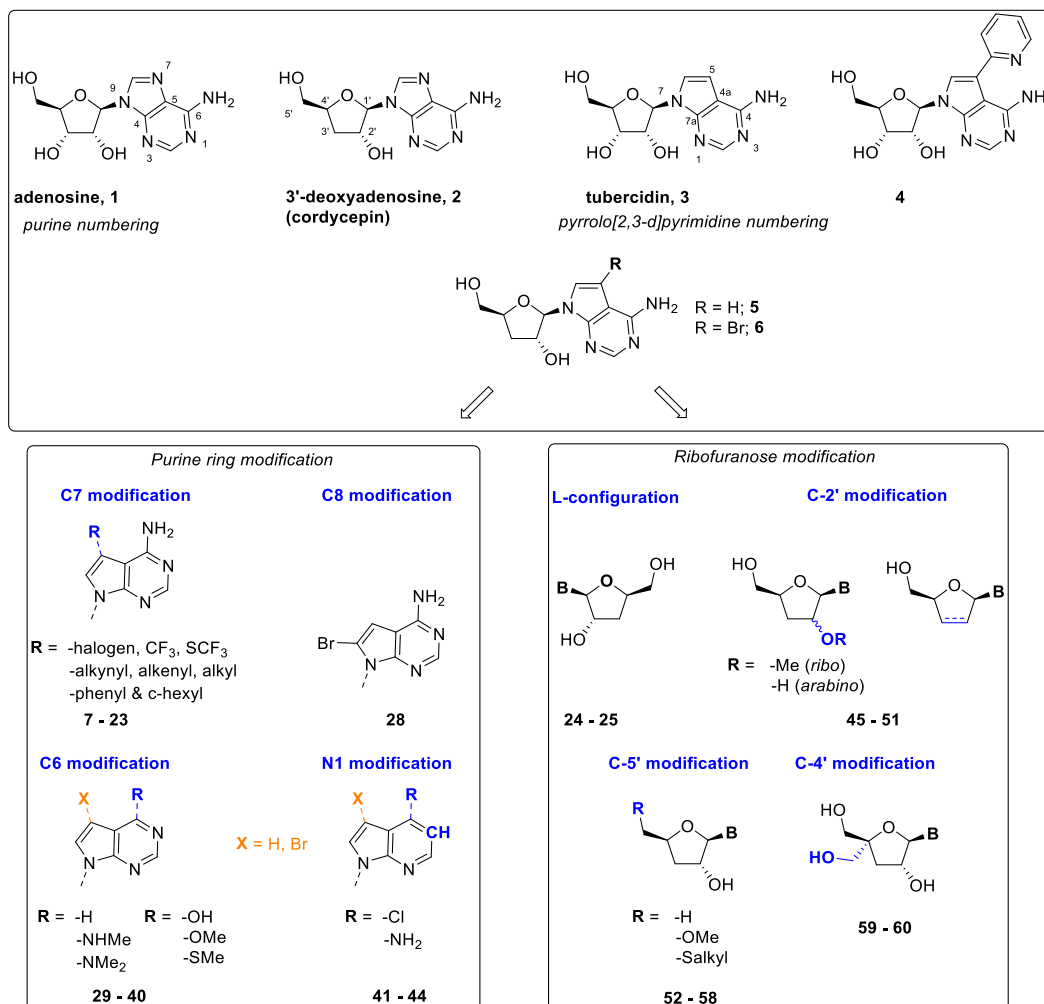 HO
O
9
N
7
N
5
NH2
6
4
N
3
N
1
HO
OH
adenosine, 1
purine numbering
HO
4'
O
1'
5'
3'
2'
N
N
NH2
N
N
OH
3'-deoxyadenosine, 2
(cordycepin)
HO
O
7
N
5
4a
NH2
4
7a
N
1
N
3
HO
OH
tubercidin, 3
pyrrolo[2,3-d]pyrimidine numbering
N
HO
O
N
NH
N
N
HO
OH
4
R
HO
O
N
NH2
N
N
OH
R = H; 5
R = Br; 6
Purine ring modification
C7 modification
R
NH2
N
N
N
R = -halogen, CF3, SCF3
-alkynyl, alkenyl, alkyl
-phenyl & c-hexyl
7 - 23
C8 modification
NH2
Br
N
N
N
28
C6 modification
X
R
N
N
N
X = H, Br
R = -H
-NHMe
-NMe2
R = -OH
-OMe
-SMe
29 - 40
N1 modification
X
R
CH
N
N
R = -Cl
-NH2
41 - 44
Ribofuranose modification
L-configuration
B
O
OH
HO
24 - 25
C-2' modification
HO
O
B
OR
HO
O
B
R = -Me (ribo)
-H (arabino)
45 - 51
C-5' modification
R
O
B
OH
R = -H
-OMe
-Salkyl
52 - 58
C-4' modification
HO
O
B
HO
OH
59 - 60